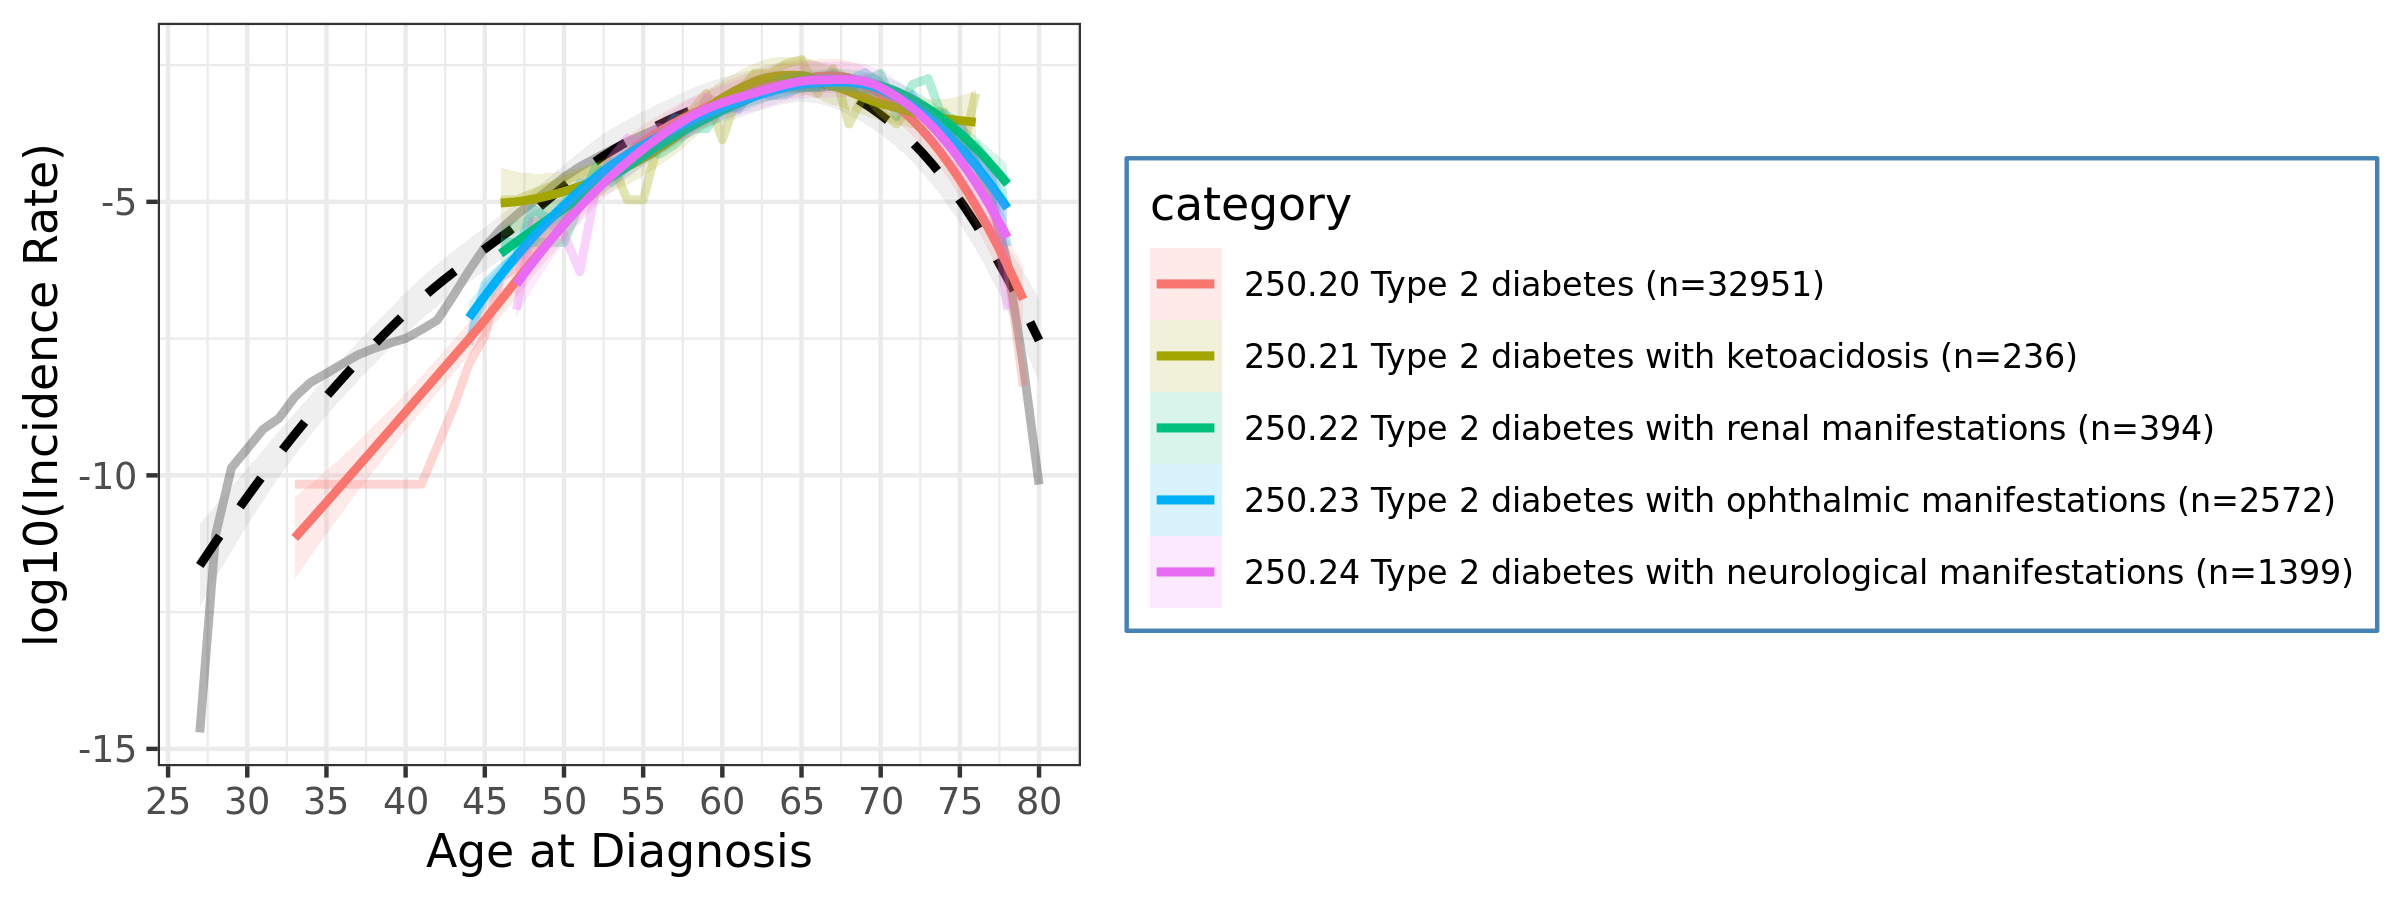 log10(Incidence Rate)
-5
-10
-15
25 30 35 40 45 50 55 60 65 70 75 80
Age at Diagnosis
category
250.20 Type 2 diabetes (n=32951)
250.21 Type 2 diabetes with ketoacidosis (n=236)
250.22 Type 2 diabetes with renal manifestations (n=394)
250.23 Type 2 diabetes with ophthalmic manifestations (n=2572)
250.24 Type 2 diabetes with neurological manifestations (n=1399)